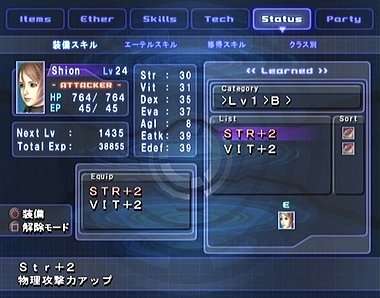 Items Ether Skills Tech Status Party
装備スキル エーテルスキル 修得スキル クラス別
Shion Lv 24
- ATTACKER -
HP 764/ 764
EP 45/ 45
Next Lv : 1435
Total Exp: 38855
Str : 30
Vit : 31
Dex : 35
Eva : 37
Agl : 8
Eatk: 39
Edef: 39
Learned
Category
>Lv1>B>
List Sort
STR+2
VIT+2
E
Equip
STR+2
VIT+2
装備
解除モード
Str+2
物理攻撃力アップ